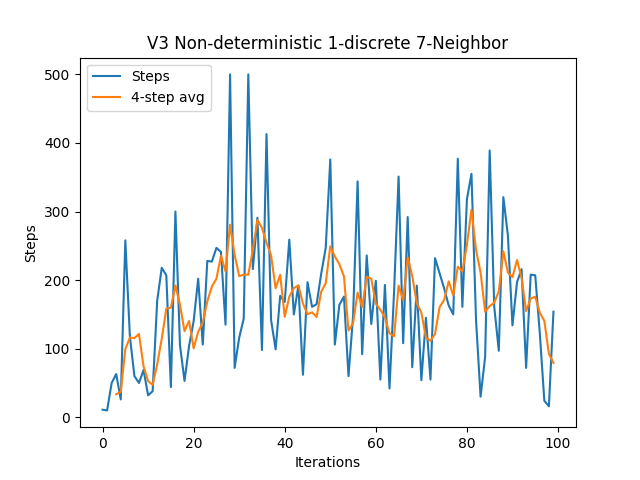 V3 Non-deterministic 1-discrete 7-Neighbor
Steps
4-step avg
500
400
300
200
100
0
Steps
0 20 40 60 80 100
Iterations